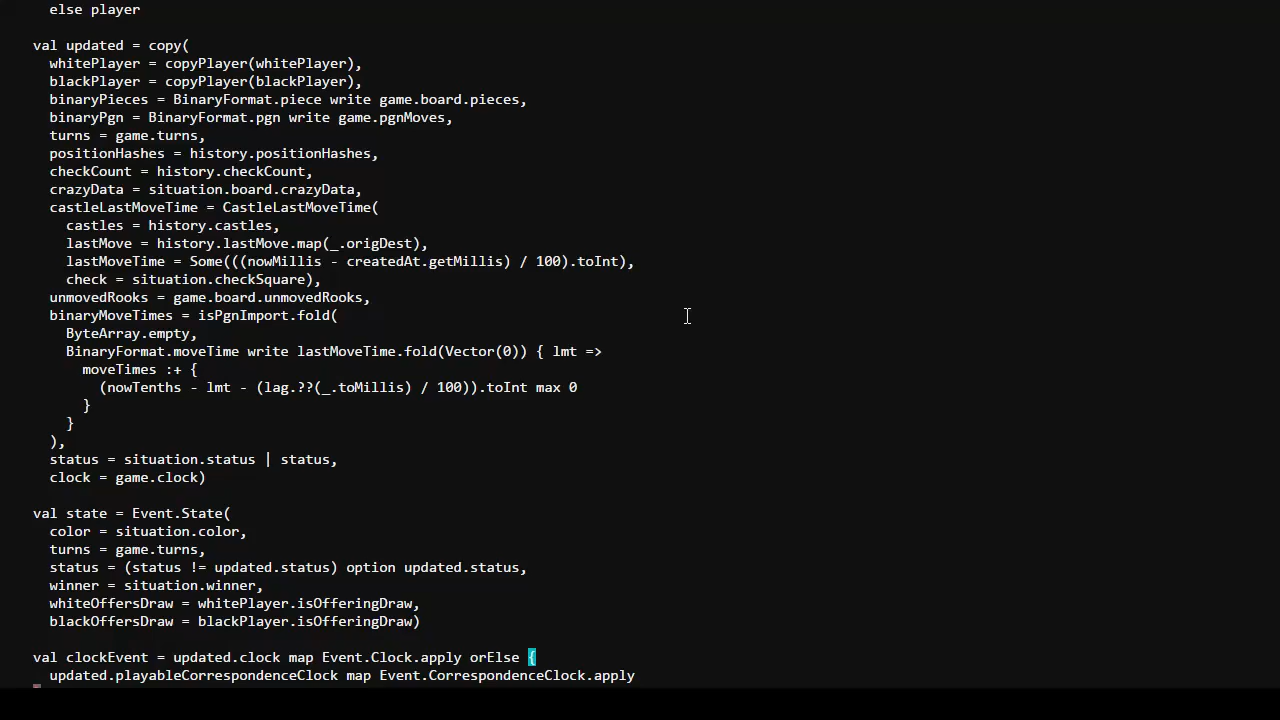 else player
val updated = copy(
whitePlayer = copyPlayer(whitePlayer),
blackPlayer = copyPlayer(blackPlayer),
binaryPieces = BinaryFormat.piece write game.board.pieces,
binaryPgn = BinaryFormat.pgn write game.pgnMoves,
turns = game.turns,
positionHashes = history.positionHashes,
checkCount = history.checkCount,
crazyData = situation.board.crazyData,
castleLastMoveTime = CastleLastMoveTime(
castles = history.castles,
lastMove = history.lastMove.map(_.origDest),
lastMoveTime = Some(((nowMillis - createdAt.getMillis) / 100).toInt),
check = situation.checkSquare),
unmovedRooks = game.board.unmovedRooks,
binaryMoveTimes = isPgnImport.fold(
ByteArray.empty,
BinaryFormat.moveTime write lastMoveTime.fold(Vector(0)) { lmt =>
moveTimes :+ {
(nowTenths - lmt - (lag.??(_.toMillis) / 100)).toInt max 0
}
}
),
status = situation.status | status,
clock = game.clock)
val state = Event.State(
color = situation.color,
turns = game.turns,
status = (status != updated.status) option updated.status,
winner = situation.winner,
whiteOffersDraw = whitePlayer.isOfferingDraw,
blackOffersDraw = blackPlayer.isOfferingDraw)
val clockEvent = updated.clock map Event.Clock.apply orElse {
updated.playableCorrespondenceClock map Event.CorrespondenceClock.apply